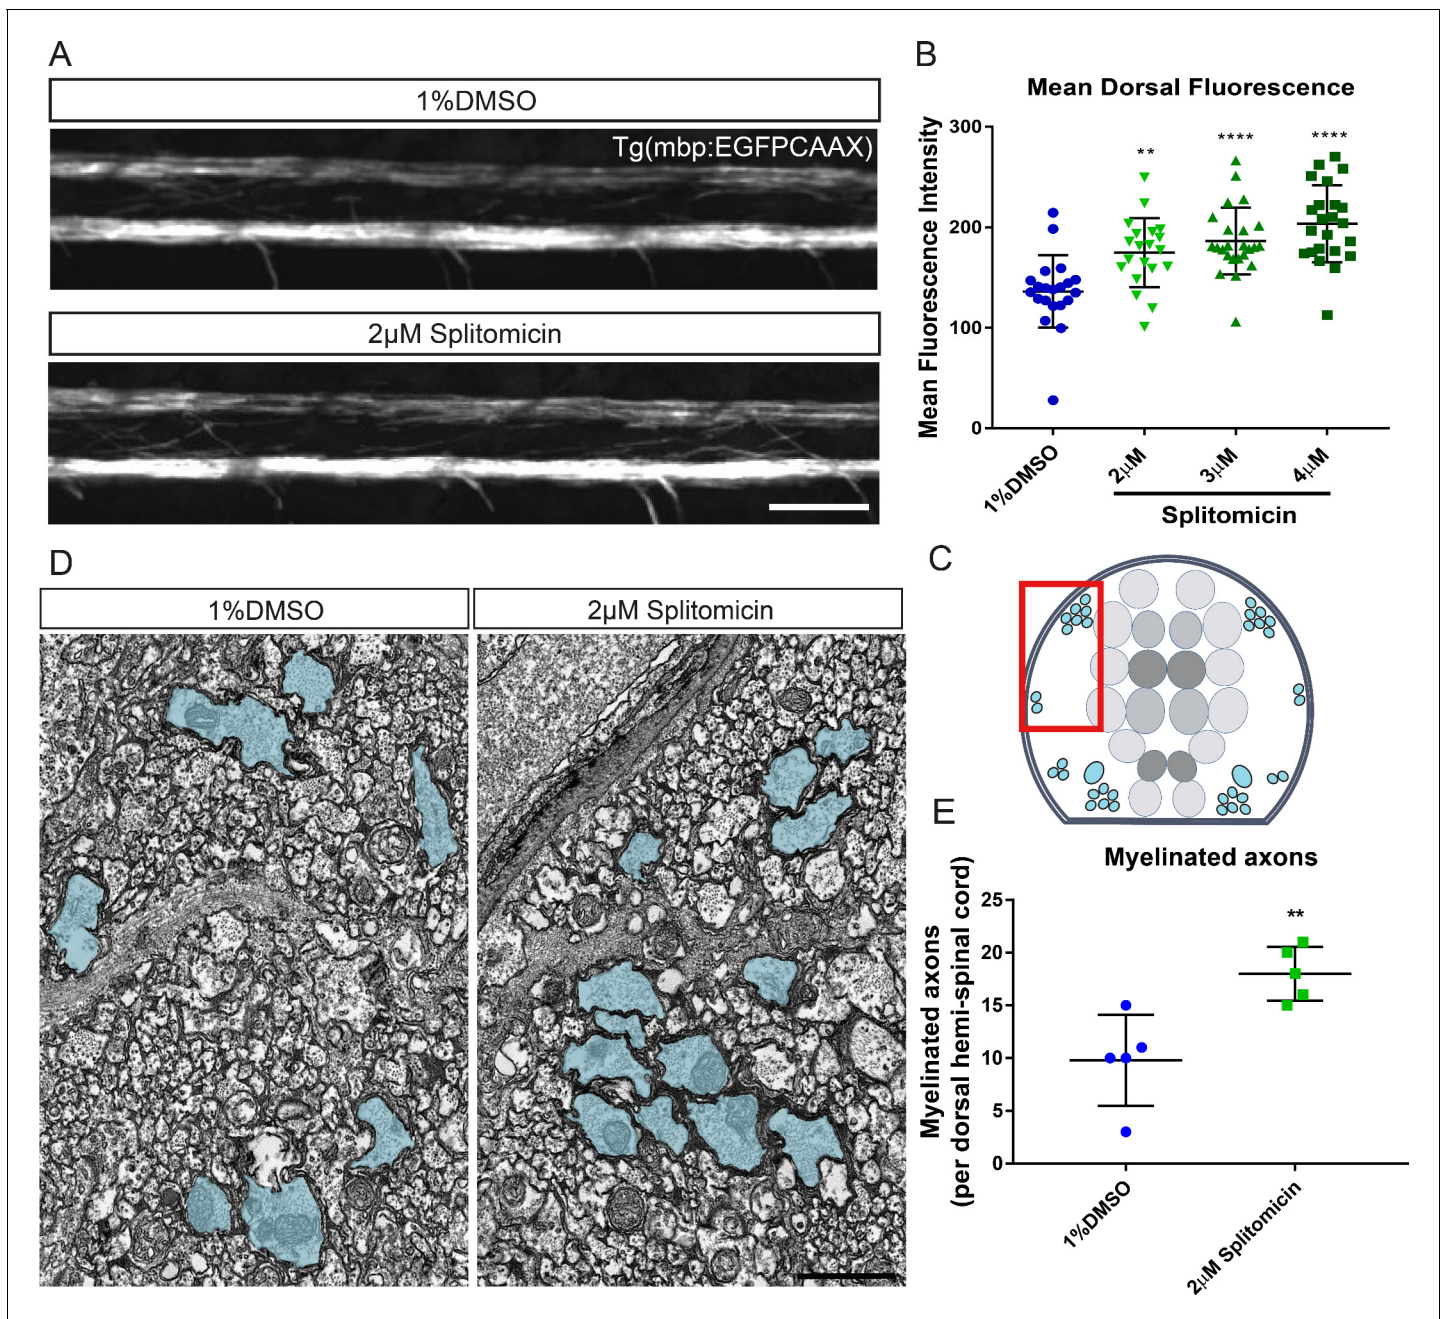 A
1%DMSO
Tg(mbp:EGFPCAAX)
2µM Splitomicin
B
Mean Dorsal Fluorescence
Mean Fluorescence Intensity
300
200
100
0
**
****
****
1%DMSO
2µM
3µM
4µM
Splitomicin
C
D
1%DMSO
2µM Splitomicin
E
Myelinated axons
Myelinated axons
(per dorsal hemi-spinal cord)
25
20
15
10
5
0
**
1%DMSO
2µM Splitomicin